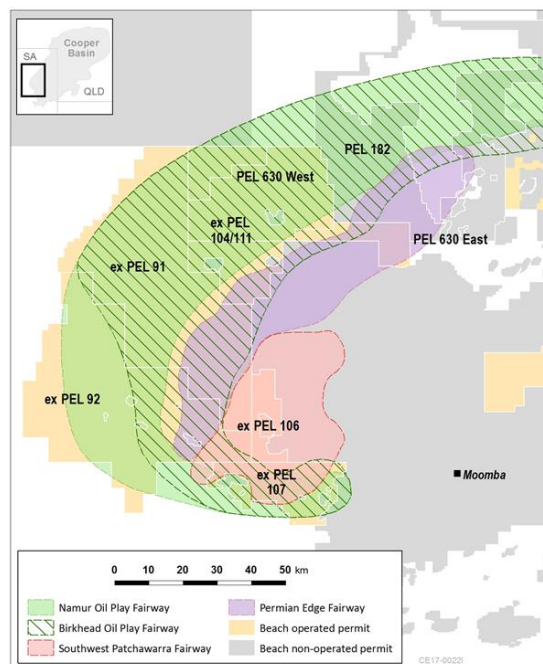 Cooper
Basin
SA
QLD
PEL 182
PEL 630 West
ex PEL
104/111
PEL 630 East
ex PEL 91
ex PEL 92
ex PEL 106
ex PEL
107
Moomba
0 10 20 30 40 50
km
Namur Oil Play Fairway
Permian Edge Fairway
Birkhead Oil Play Fairway
Beach operated permit
Southwest Patchawarra Fairway
Beach non-operated permit